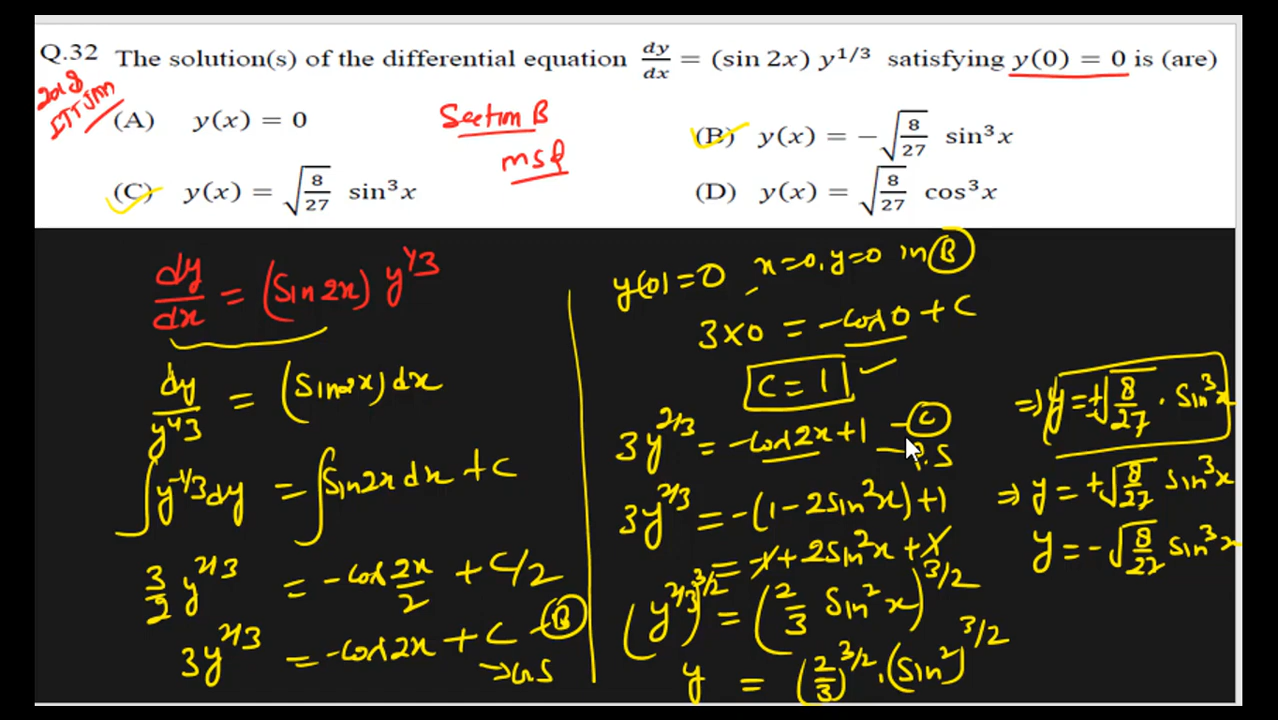 Q.32 The solution(s) of the differential equation dy/dx = (sin 2x) y^{1/3} satisfying y(0) = 0 is (are)
2018
IIT Jam
(A) y(x) = 0
Section B
MSQ
(B) y(x) = −√(8/27) sin³x
(C) y(x) = √(8/27) sin³x
(D) y(x) = √(8/27) cos³x
dy/dx = (Sin 2x) y^{1/3}
dy/y^{1/3} = (Sin 2x) dx
∫y^{-1/3} dy = ∫Sin2x dx + C
3/2 y^{2/3} = -cos 2x/2 + C/2
3y^{2/3} = -cos 2x + C -Ⓑ
→ G.S
y(0) = 0, x=0, y=0 in Ⓑ
3×0 = -cos 0 + C
C = 1 ✓
3y^{2/3} = -cos 2x + 1 -Ⓒ
- P.S
3y^{2/3} = -(1 - 2sin²x) + 1
= -1 + 2sin²x + 1
(y^{2/3})^{3/2} = (2/3 Sin²x)^{3/2}
y = (2/3)^{3/2} · (Sin²)^{3/2}
⇒ y = ±√(8/27) · Sin³x
⇒ y = +√(8/27) Sin³x
y = -√(8/27) Sin³x